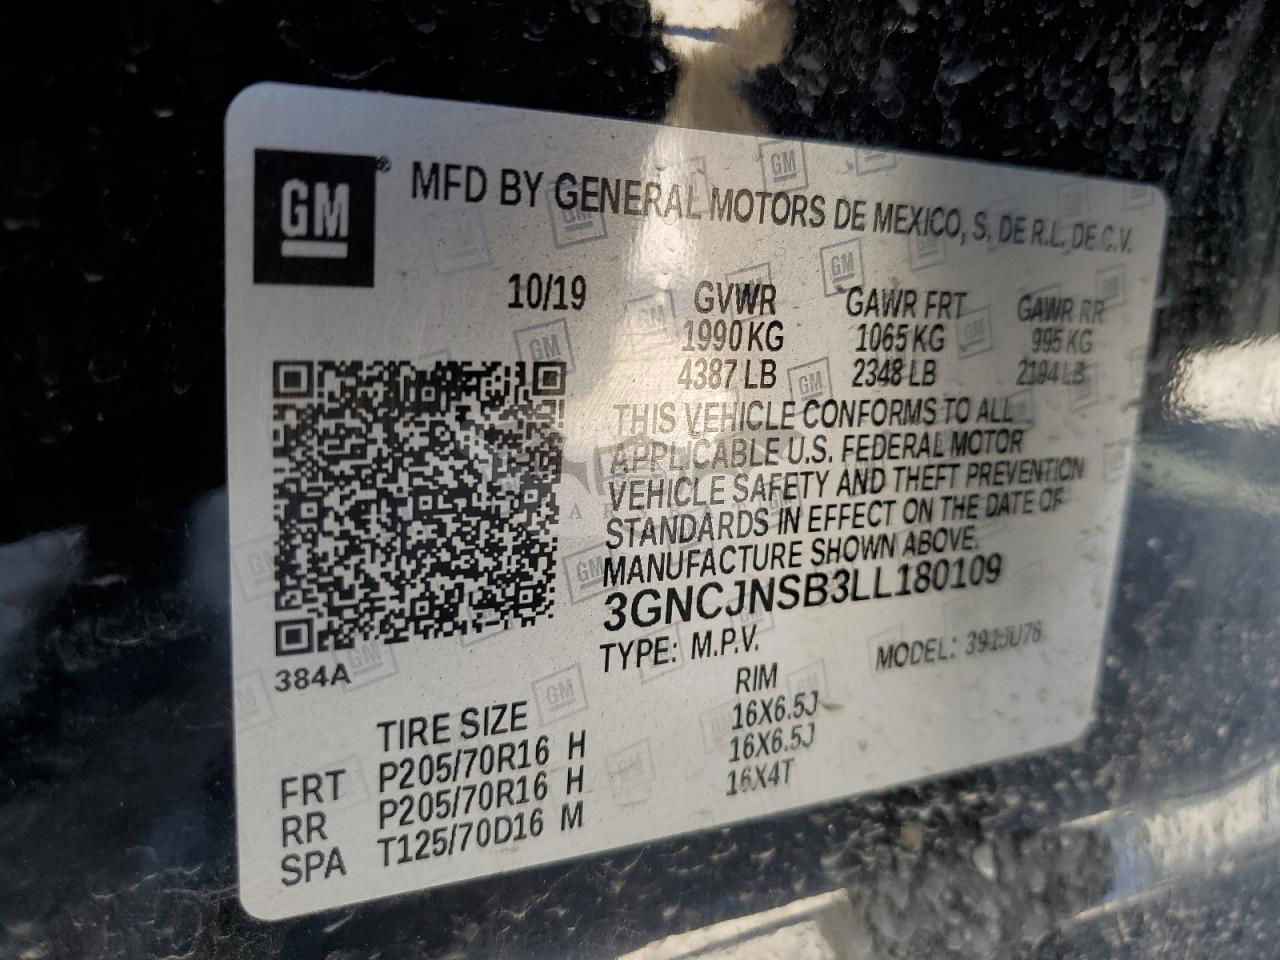 GM ® MFD BY GENERAL MOTORS DE MEXICO, S. DE R.L. DE C.V.
10/19 GVWR GAWR FRT GAWR RR
1990 KG 1065 KG 995 KG
4387 LB 2348 LB 2194 LB
THIS VEHICLE CONFORMS TO ALL
APPLICABLE U.S. FEDERAL MOTOR
VEHICLE SAFETY AND THEFT PREVENTION
STANDARDS IN EFFECT ON THE DATE OF
MANUFACTURE SHOWN ABOVE.
3GNCJNSB3LL180109
TYPE: M.P.V. MODEL:
384A
TIRE SIZE RIM
FRT P205/70R16 H 16X6.5J
RR P205/70R16 H 16X6.5J
SPA T125/70D16 M 16X4T